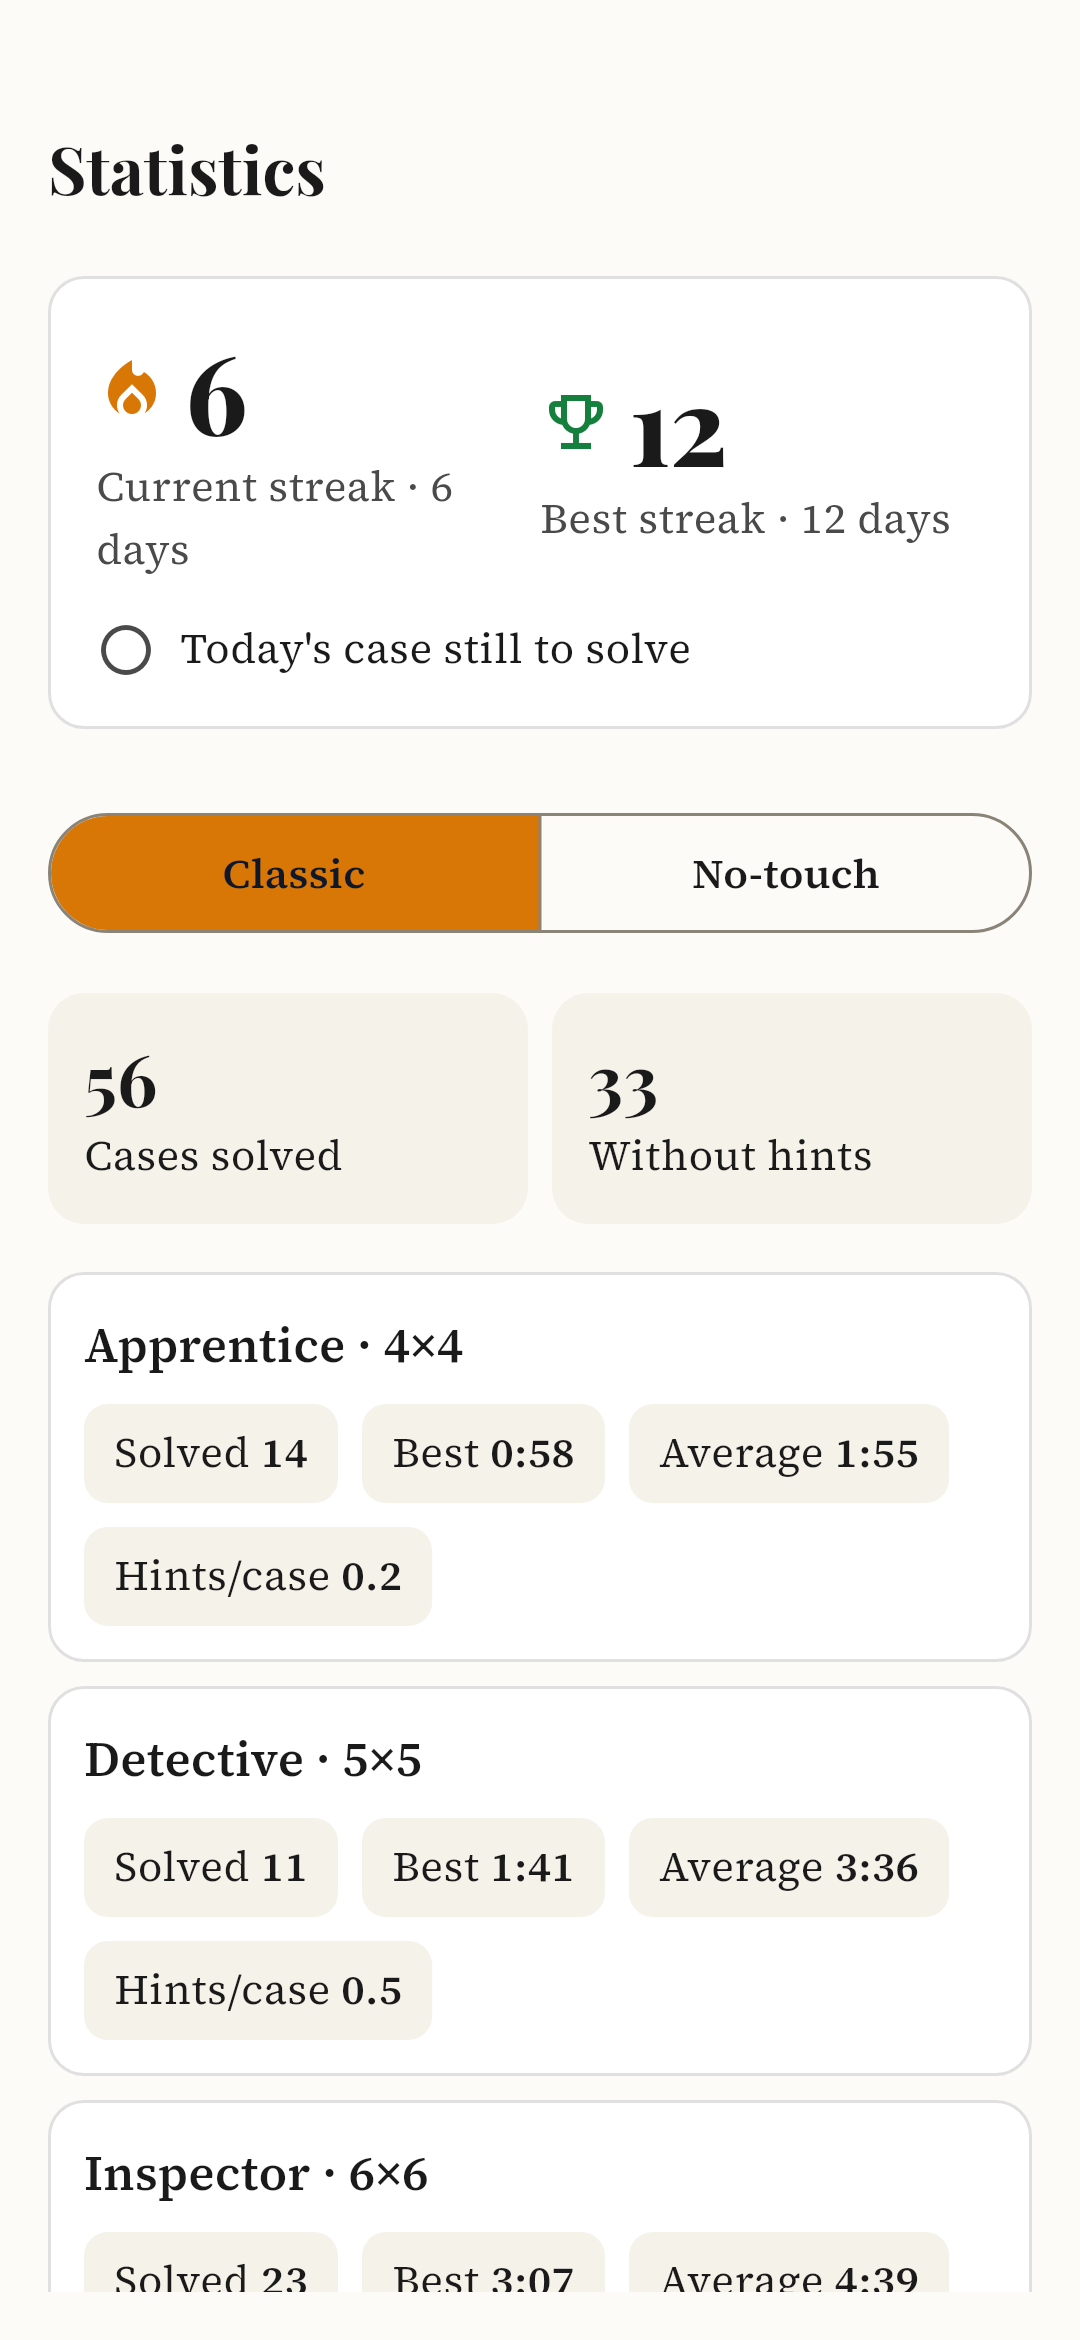 Statistics
6
Current streak · 6
days
12
Best streak · 12 days
Today's case still to solve
Classic
No-touch
56
Cases solved
33
Without hints
Apprentice · 4×4
Solved 14
Best 0:58
Average 1:55
Hints/case 0.2
Detective · 5×5
Solved 11
Best 1:41
Average 3:36
Hints/case 0.5
Inspector · 6×6
Solved 23
Best 3:07
Average 4:39